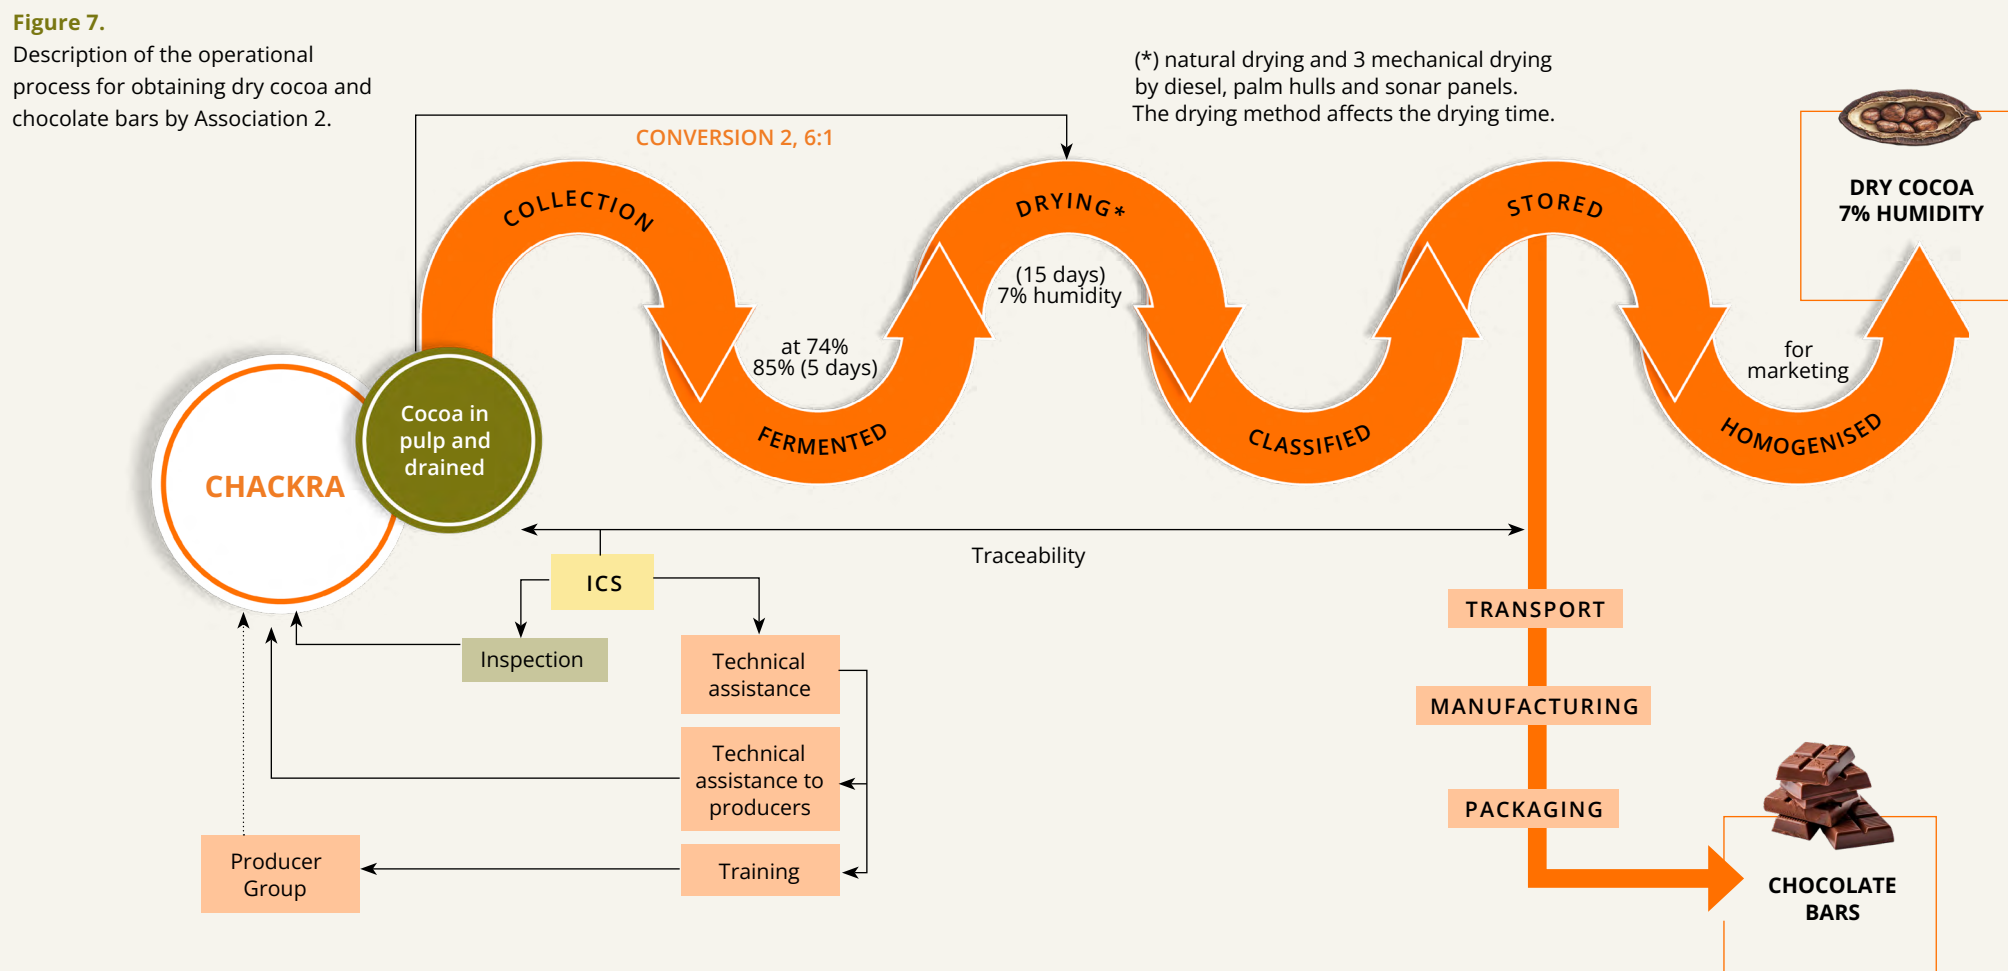 Figure 7.
Description of the operational
process for obtaining dry cocoa and
chocolate bars by Association 2.
(*) natural drying and 3 mechanical drying
by diesel, palm hulls and sonar panels.
The drying method affects the drying time.
CONVERSION 2, 6:1
COLLECTION
DRYING*
STORED
DRY COCOA
7% HUMIDITY
(15 days)
7% humidity
at 74%
85% (5 days)
for
marketing
FERMENTED
CLASSIFIED
HOMOGENISED
Cocoa in
pulp and
drained
CHACKRA
Traceability
ICS
Inspection
Technical
assistance
Technical
assistance to
producers
Training
Producer
Group
TRANSPORT
MANUFACTURING
PACKAGING
CHOCOLATE
BARS